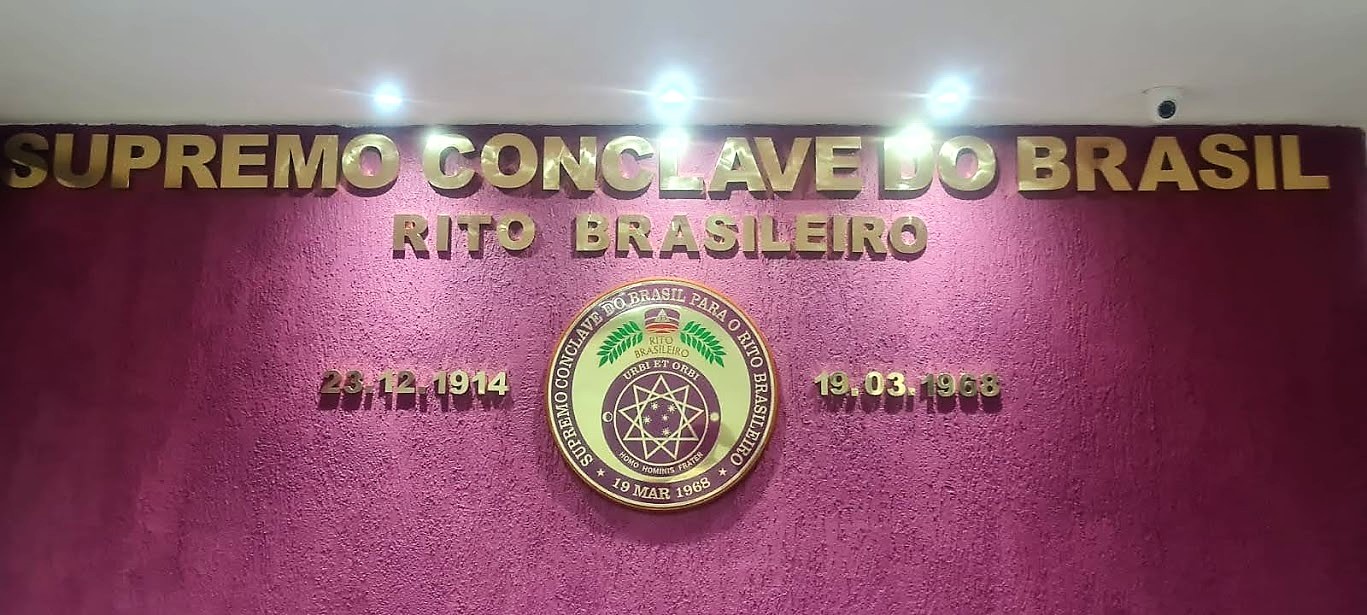 SUPREMO CONCLAVE DO BRASIL
RITO BRASILEIRO
23.12.1914
SUPREMO CONCLAVE DO BRASIL PARA O RITO BRASILEIRO
RITO
BRASILEIRO
URBI ET ORBI
HOMO HOMINIS FRATER
19 MAR 1968
19.03.1968